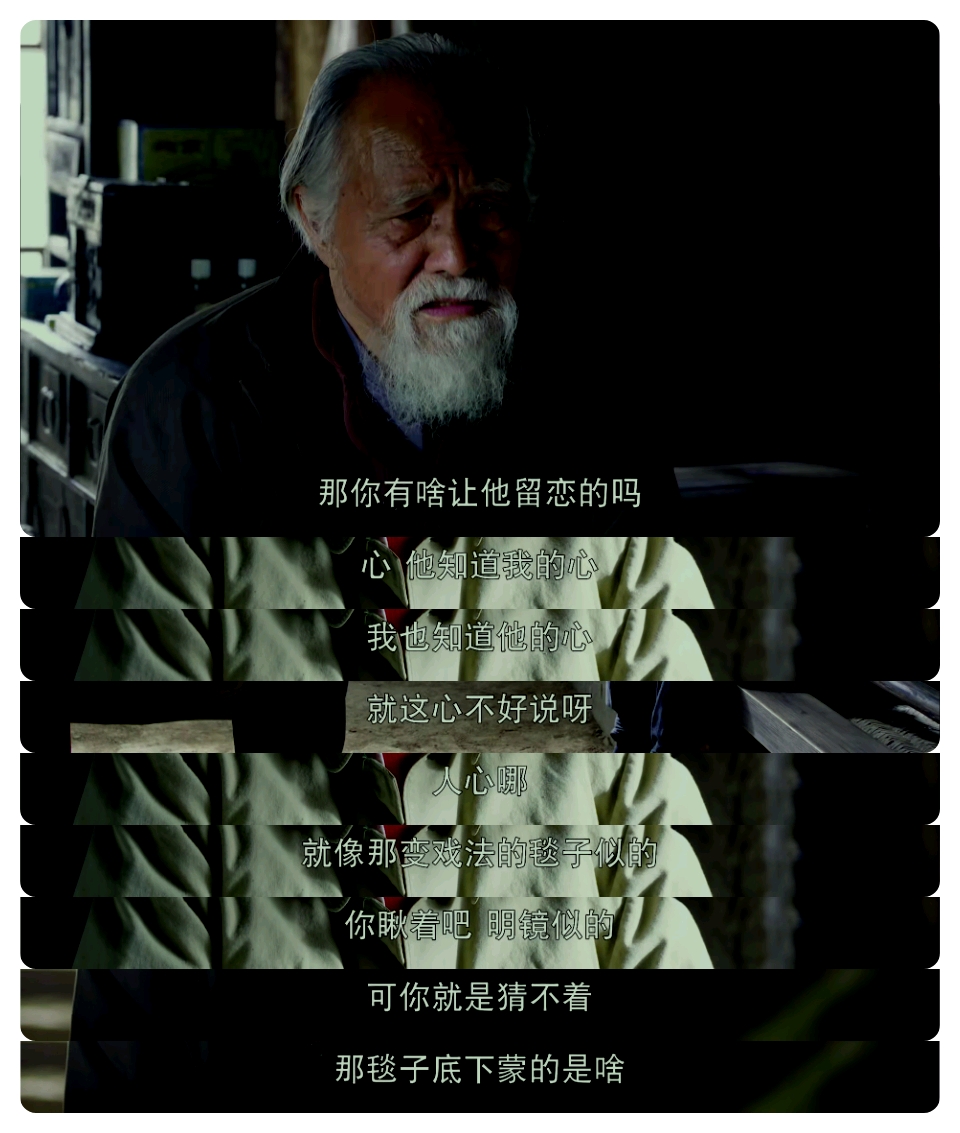 那你有啥让他留恋的吗
心 他知道我的心
我也知道他的心
就这心不好说呀
人心哪
就像那变戏法的毯子似的
你瞅着吧 明镜似的
可你就是猜不着
那毯子底下蒙的是啥